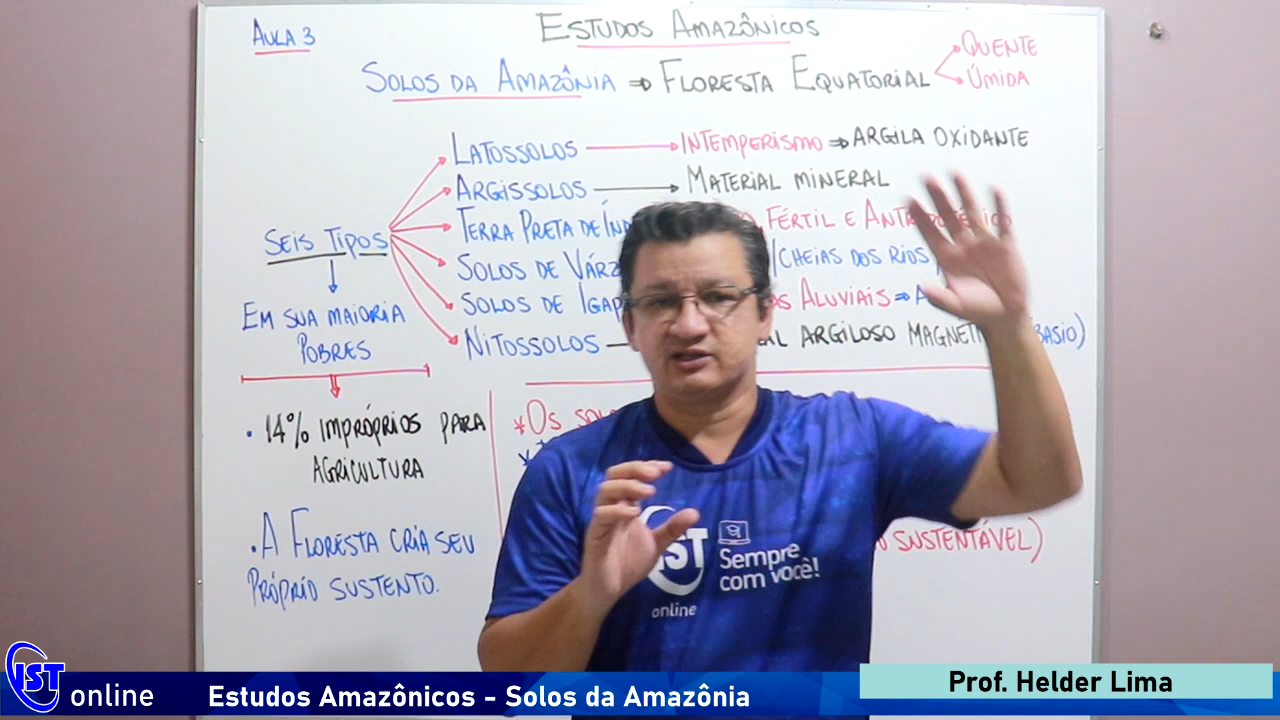 AULA 3
ESTUDOS AMAZÔNICOS
SOLOS DA AMAZÔNIA ⇒ FLORESTA EQUATORIAL
QUENTE
ÚMIDA
LATOSSOLOS → INTEMPERISMO ⇒ ARGILA OXIDANTE
ARGISSOLOS → MATERIAL MINERAL
TERRA PRETA DE FÉRTIL E
SEIS TIPOS
SOLOS DE /CHEIAS DOS RIOS
SOLOS DE ALUVIAIS ⇒
EM SUA MAIORIA
POBRES
NITOSSOLOS ARGILOSO
• 14% IMPRÓPRIOS PARA
AGRICULTURA
* OS
• A FLORESTA CRIA SEU
PRÓPRIO SUSTENTO.
SUSTENTÁVEL)
IST
online
Sempre
com você!
IST online
Estudos Amazônicos - Solos da Amazônia
Prof. Helder Lima